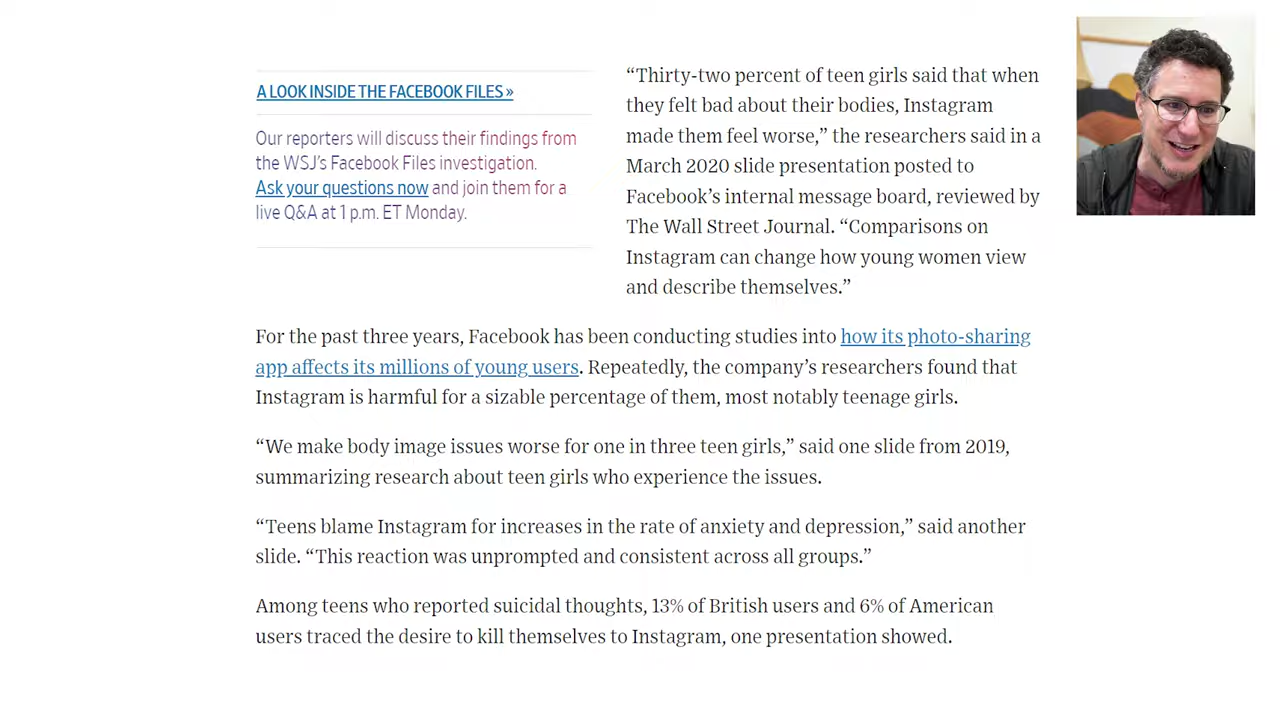 A LOOK INSIDE THE FACEBOOK FILES »
Our reporters will discuss their findings from
the WSJ’s Facebook Files investigation.
Ask your questions now and join them for a
live Q&A at 1 p.m. ET Monday.
“Thirty-two percent of teen girls said that when
they felt bad about their bodies, Instagram
made them feel worse,” the researchers said in a
March 2020 slide presentation posted to
Facebook’s internal message board, reviewed by
The Wall Street Journal. “Comparisons on
Instagram can change how young women view
and describe themselves.”
For the past three years, Facebook has been conducting studies into how its photo-sharing
app affects its millions of young users. Repeatedly, the company’s researchers found that
Instagram is harmful for a sizable percentage of them, most notably teenage girls.
“We make body image issues worse for one in three teen girls,” said one slide from 2019,
summarizing research about teen girls who experience the issues.
“Teens blame Instagram for increases in the rate of anxiety and depression,” said another
slide. “This reaction was unprompted and consistent across all groups.”
Among teens who reported suicidal thoughts, 13% of British users and 6% of American
users traced the desire to kill themselves to Instagram, one presentation showed.